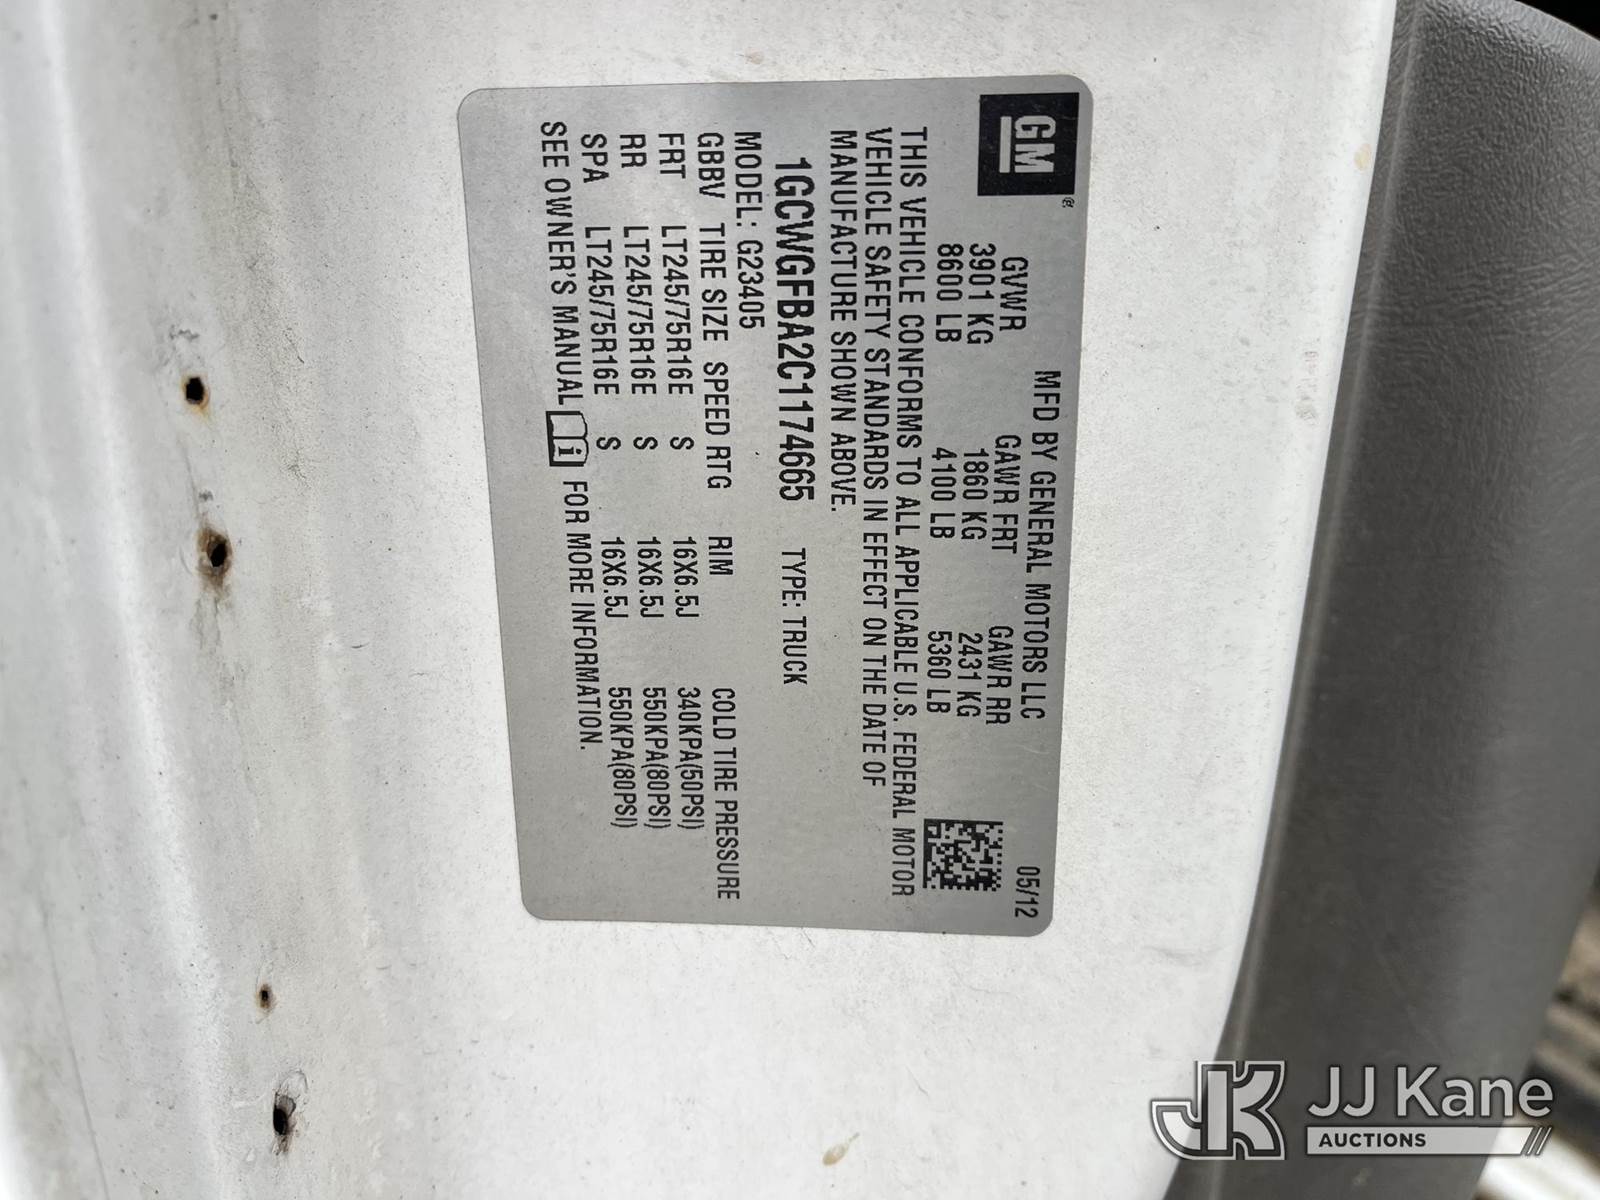 GM®
MFD BY GENERAL MOTORS LLC 05/12
GVWR GAWR FRT GAWR RR
3901 KG 1860 KG 2431 KG
8600 LB 4100 LB 5360 LB
THIS VEHICLE CONFORMS TO ALL APPLICABLE U.S. FEDERAL MOTOR
VEHICLE SAFETY STANDARDS IN EFFECT ON THE DATE OF
MANUFACTURE SHOWN ABOVE.
1GCWGFBA2C1174665 TYPE: TRUCK
MODEL: G23405
GBBV TIRE SIZE SPEED RTG RIM COLD TIRE PRESSURE
FRT LT245/75R16E S 16X6.5J 340KPA(50PSI)
RR LT245/75R16E S 16X6.5J 550KPA(80PSI)
SPA LT245/75R16E S 16X6.5J 550KPA(80PSI)
SEE OWNER'S MANUAL i FOR MORE INFORMATION.
JK JJ Kane
AUCTIONS